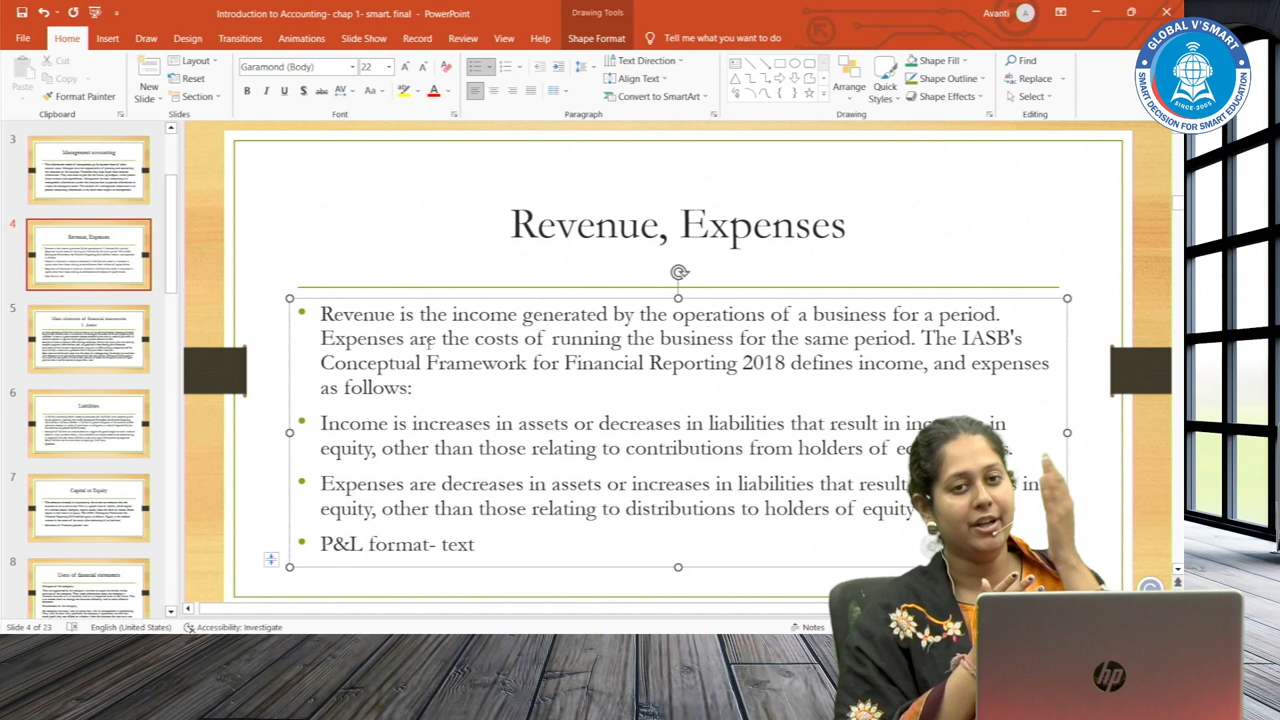 Introduction to Accounting- chap 1- smart. final - PowerPoint
Drawing Tools
Avanti
A
File
Home
Insert
Draw
Design
Transitions
Animations
Slide Show
Record
Review
View
Help
Shape Format
Tell me what you want to do
Paste
Cut
Copy
Format Painter
Clipboard
New
Slide
Layout
Reset
Section
Slides
Garamond (Body)
22
Font
Text Direction
Align Text
Convert to SmartArt
Paragraph
Arrange
Quick
Styles
Shape Fill
Shape Outline
Shape Effects
Drawing
Find
Replace
Select
Editing
GLOBAL V'SMART
SINCE-2005
SMART DECISION FOR SMART EDUCATION
3
Management accounting
4
Revenue, Expenses
5
6
Liabilities
7
Capital or Equity
8
Users of financial statements
Revenue, Expenses
Revenue is the income generated by the operations of a business for a period.
Expenses are the costs of running the business for the same period. The IASB's
Conceptual Framework for Financial Reporting 2018 defines income, and expenses
as follows:
Income is increases in assets or decreases in liabilities that result in in
equity, other than those relating to contributions from holders of
Expenses are decreases in assets or increases in liabilities that result in
equity, other than those relating to distributions to holders of equity
P&L format- text
Slide 4 of 23
English (United States)
Accessibility: Investigate
Notes
hp